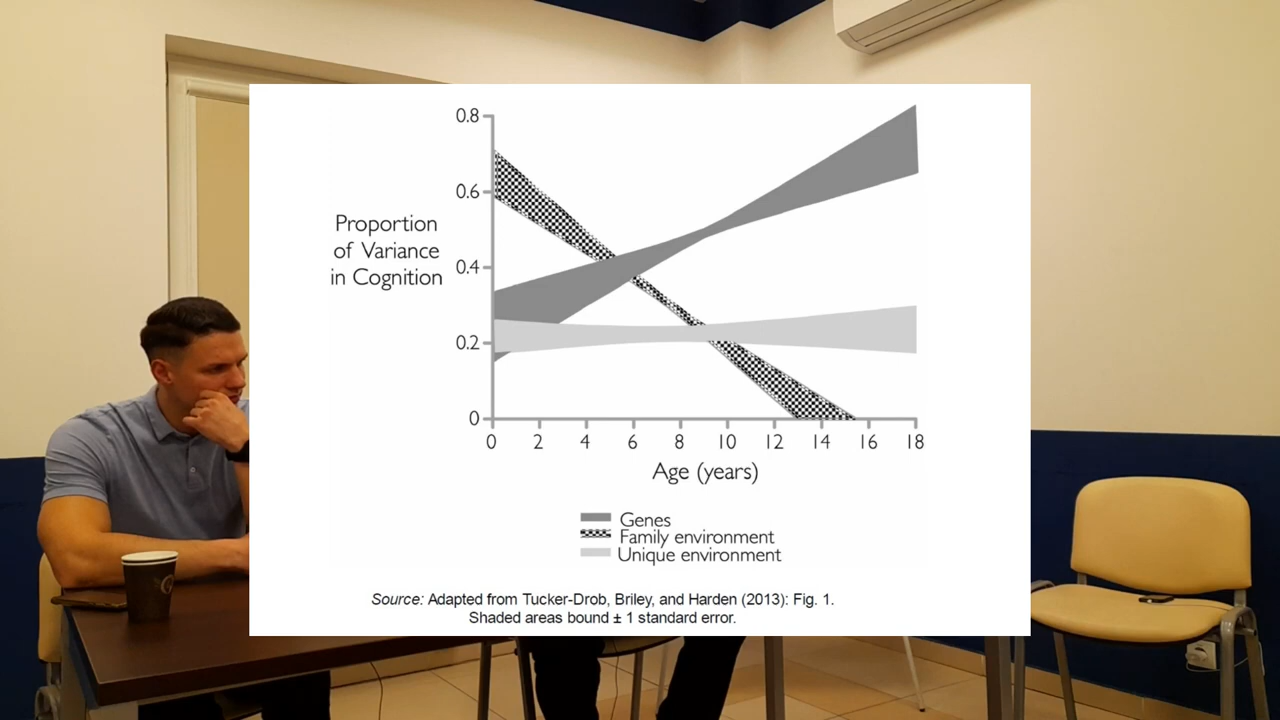 0.8
0.6
Proportion
of Variance
in Cognition
0.4
0.2
0
0 2 4 6 8 10 12 14 16 18
Age (years)
Genes
Family environment
Unique environment
Source: Adapted from Tucker-Drob, Briley, and Harden (2013): Fig. 1.
Shaded areas bound ± 1 standard error.